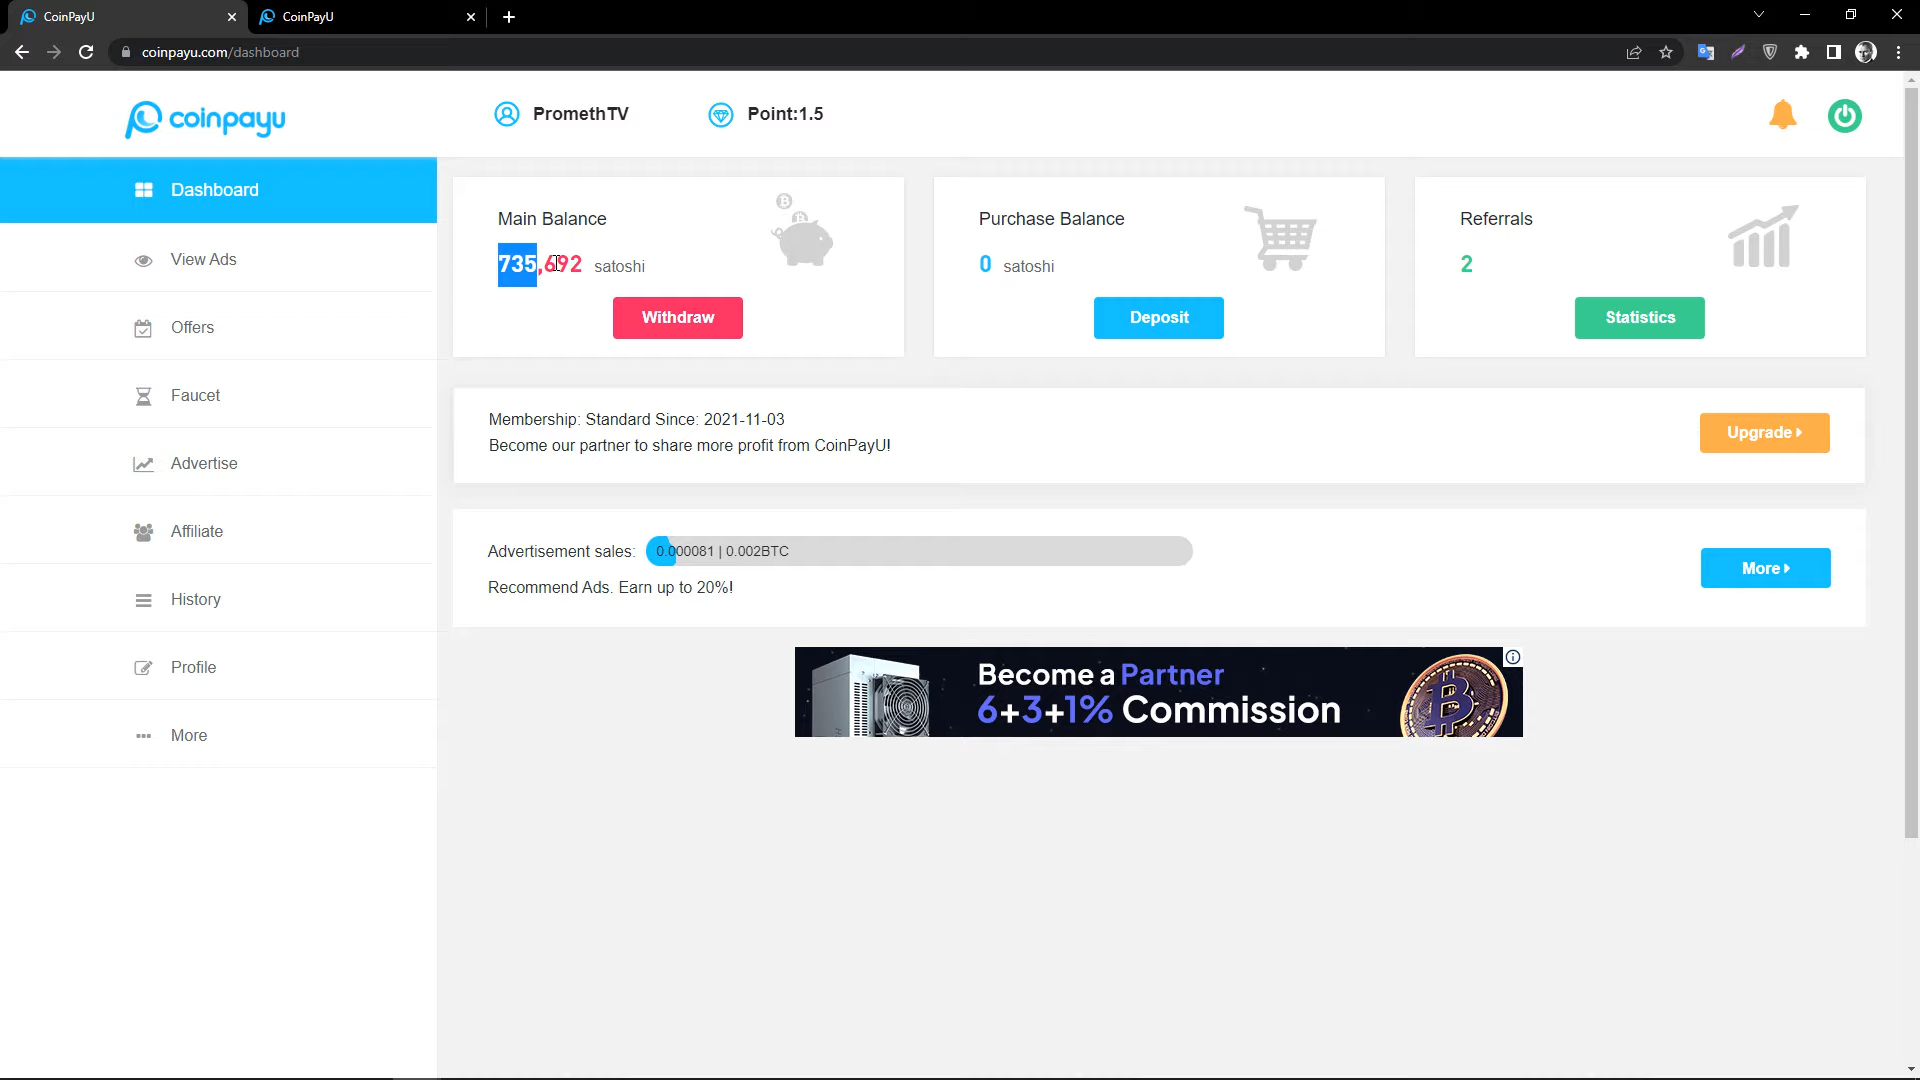 CoinPayU
CoinPayU
coinpayu.com/dashboard
coinpayu
PromethTV
Point:1.5
Dashboard
View Ads
Offers
Faucet
Advertise
Affiliate
History
Profile
More
Main Balance
735,692 satoshi
Withdraw
Purchase Balance
0 satoshi
Deposit
Referrals
2
Statistics
Membership: Standard Since: 2021-11-03
Become our partner to share more profit from CoinPayU!
Upgrade
Advertisement sales: 0.000081 | 0.002BTC
Recommend Ads. Earn up to 20%!
More
Become a Partner
6+3+1% Commission